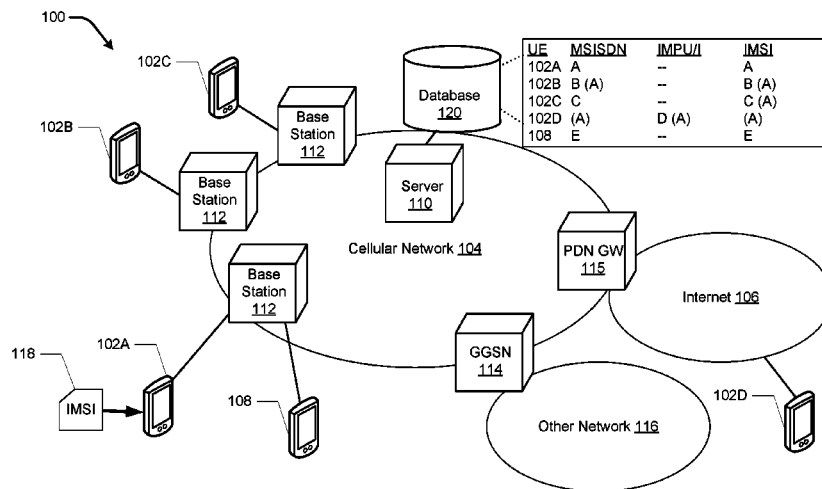 100
102C
102B
Base
Station
112
Base
Station
112
Base
Station
112
Database
120
Server
110
UE MSISDN IMPU/I IMSI
102A A -- A
102B B (A) -- B (A)
102C C -- C (A)
102D (A) D (A) (A)
108 E -- E
Cellular Network 104
PDN GW
115
Internet 106
GGSN
114
Other Network 116
118
102A
IMSI
108
102D